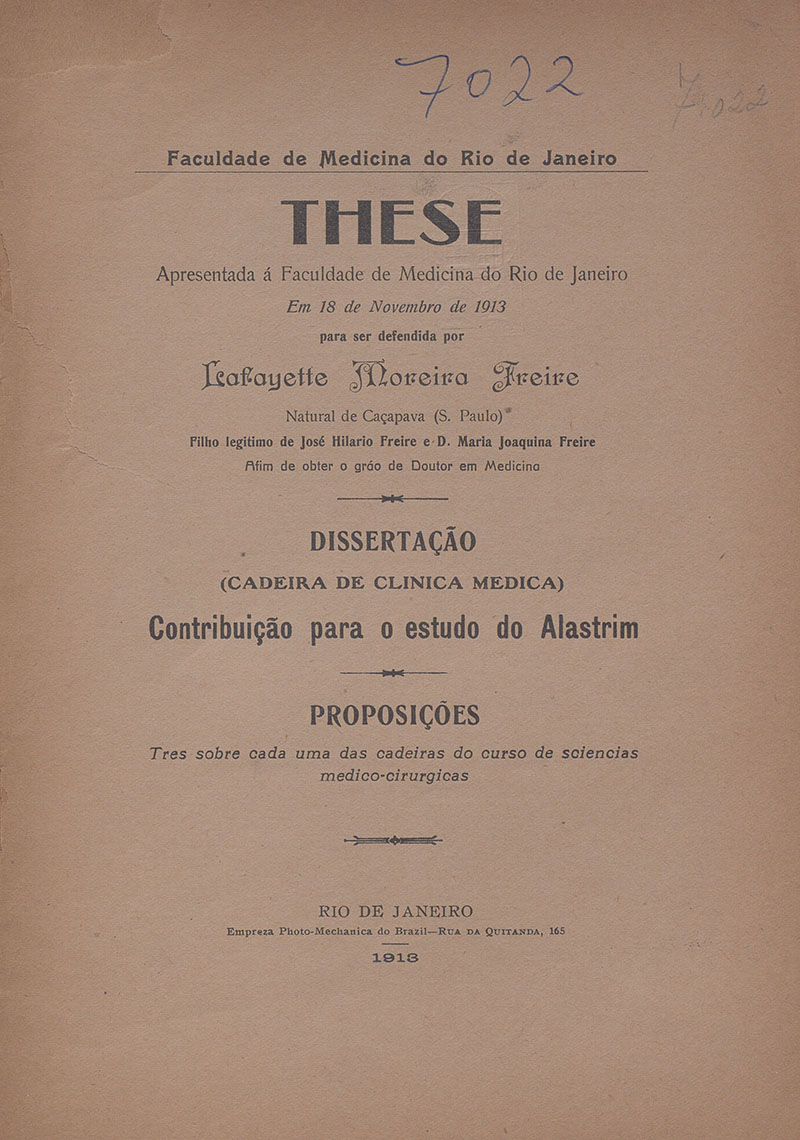 7022
7022
Faculdade de Medicina do Rio de Janeiro
THESE
Apresentada á Faculdade de Medicina do Rio de Janeiro
Em 18 de Novembro de 1913
para ser defendida por
Lafayette Moreira Freire
Natural de Caçapava (S. Paulo)
Filho legitimo de José Hilario Freire e D. Maria Joaquina Freire
Afim de obter o gráo de Doutor em Medicina
DISSERTAÇÃO
(CADEIRA DE CLINICA MEDICA)
Contribuição para o estudo do Alastrim
PROPOSIÇÕES
Tres sobre cada uma das cadeiras do curso de sciencias
medico-cirurgicas
RIO DE JANEIRO
Empreza Photo-Mechanica do Brazil—RUA DA QUITANDA, 165
1913